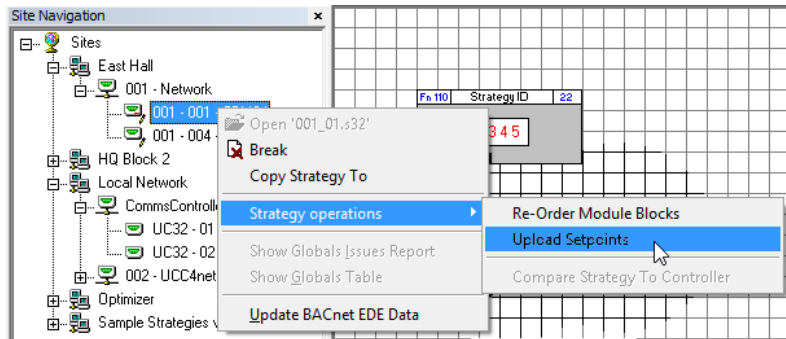 Site Navigation
Sites
East Hall
001 - Network
001 - 001 -
001 - 004 -
HQ Block 2
Local Network
CommsControlle
UC32 - 01
UC32 - 02
002 - UCC4net
Optimizer
Sample Strategies v
Fn 110 Strategy ID 22
3 4 5
Open '001_01.s32'
Break
Copy Strategy To
Strategy operations
Show Globals Issues Report
Show Globals Table
Update BACnet EDE Data
Re-Order Module Blocks
Upload Setpoints
Compare Strategy To Controller